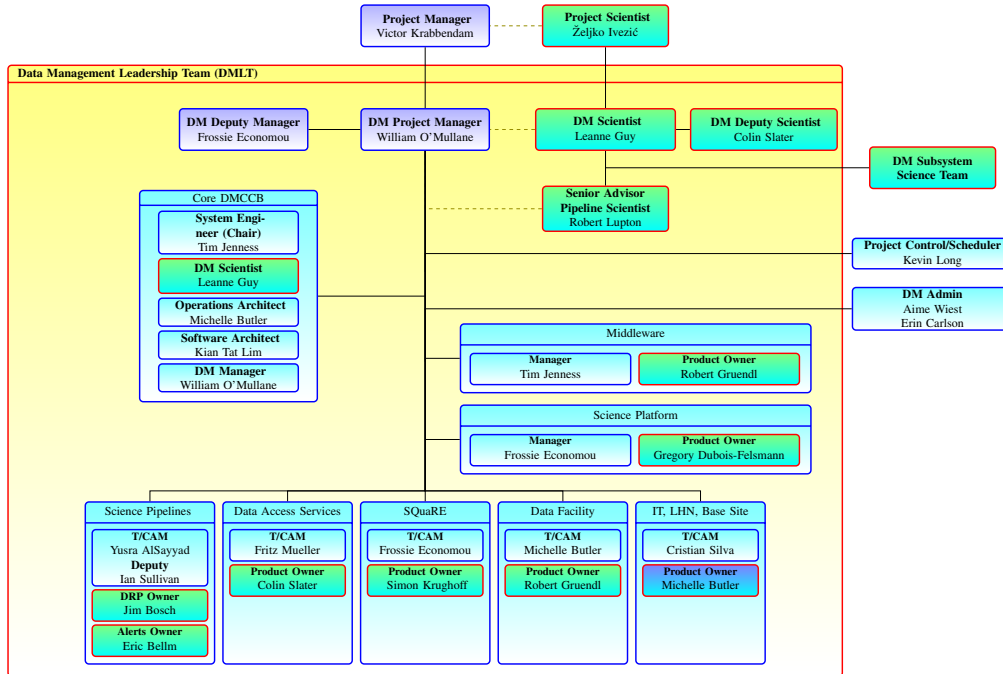 Project Manager
Victor Krabbendam
Project Scientist
Željko Ivezić
Data Management Leadership Team (DMLT)
DM Deputy Manager
Frossie Economou
DM Project Manager
William O'Mullane
DM Scientist
Leanne Guy
DM Deputy Scientist
Colin Slater
DM Subsystem
Science Team
Senior Advisor
Pipeline Scientist
Robert Lupton
Core DMCCB
System Engi-
neer (Chair)
Tim Jenness
DM Scientist
Leanne Guy
Operations Architect
Michelle Butler
Software Architect
Kian Tat Lim
DM Manager
William O'Mullane
Project Control/Scheduler
Kevin Long
DM Admin
Aime Wiest
Erin Carlson
Middleware
Manager
Tim Jenness
Product Owner
Robert Gruendl
Science Platform
Manager
Frossie Economou
Product Owner
Gregory Dubois-Felsmann
Science Pipelines
T/CAM
Yusra AlSayyad
Deputy
Ian Sullivan
DRP Owner
Jim Bosch
Alerts Owner
Eric Bellm
Data Access Services
T/CAM
Fritz Mueller
Product Owner
Colin Slater
SQuaRE
T/CAM
Frossie Economou
Product Owner
Simon Krughoff
Data Facility
T/CAM
Michelle Butler
Product Owner
Robert Gruendl
IT, LHN, Base Site
T/CAM
Cristian Silva
Product Owner
Michelle Butler